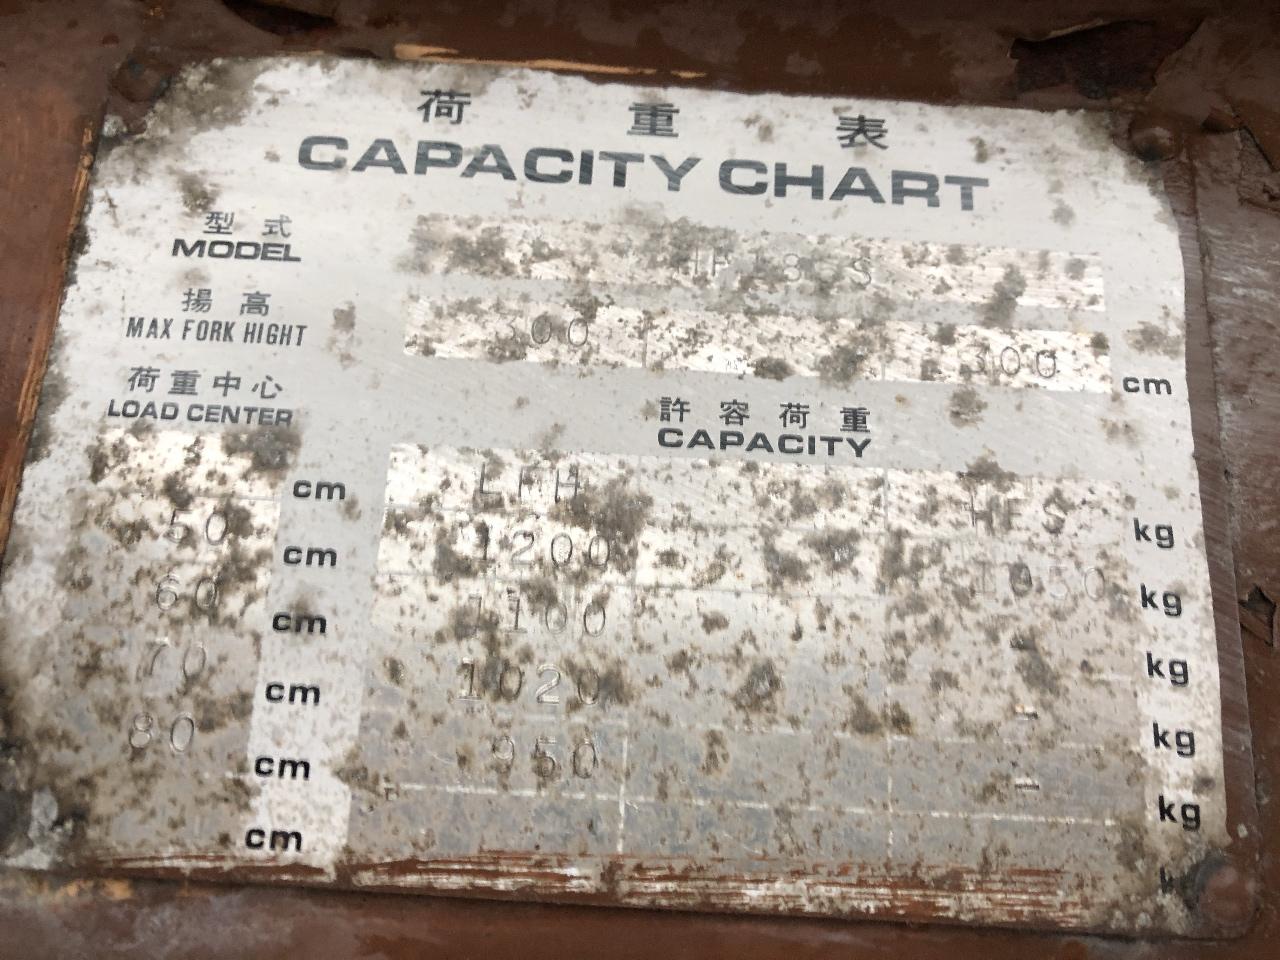 荷重表
CAPACITY CHART
型式
MODEL
揚高
MAX FORK HIGHT 300 300 cm
荷重中心
LOAD CENTER
許容荷重
CAPACITY
cm LFH HFS kg
50 cm 1200 1050 kg
60 cm 1100 - kg
70 cm 1020 - kg
80 cm 950 - kg
cm